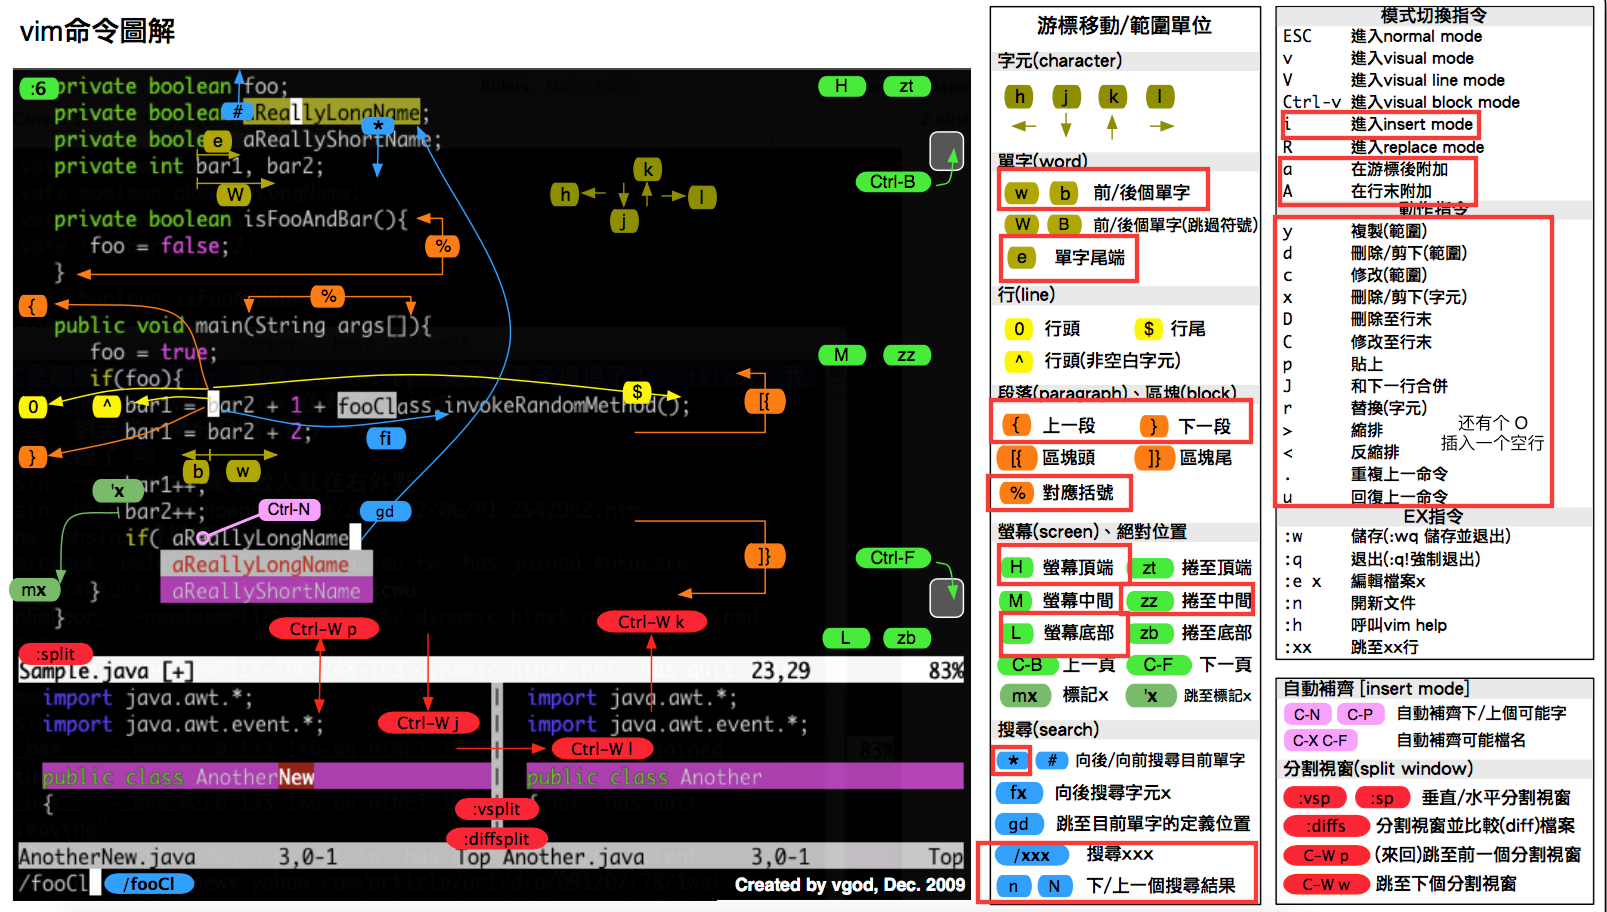 vim命令圖解
:6
private boolean foo;
H
zt
private boolean
#
aReallyLongName;
*
private boolean
e
aReallyShortName;
private int bar1, bar2;
W
Ctrl-B
h
k
j
l
private boolean isFooAndBar(){
foo = false;
%
}
{
%
public void main(String args[]){
foo = true;
M
zz
if(foo){
0
^
bar1 = bar2 + 1 + fooClass.invokeRandomMethod();
$
[{
bar1 = bar2 + 2;
fi
}
b
w
'x
bar1++;
bar2++;
Ctrl-N
gd
if( aReallyLongName
aReallyLongName
aReallyShortName
]}
Ctrl-F
mx
}
}
Ctrl-W p
Ctrl-W k
L
zb
:split
Sample.java [+]
23,29
83%
import java.awt.*;
import java.awt.*;
import java.awt.event.*;
import java.awt.event.*;
Ctrl-W j
Ctrl-W l
public class AnotherNew
public class Another
{
{
:vsplit
:diffsplit
AnotherNew.java
3,0-1
Top
Another.java
3,0-1
Top
/fooCl
/fooCl
Created by vgod, Dec. 2009
游標移動/範圍單位
字元(character)
h j k l
單字(word)
w b 前/後個單字
W B 前/後個單字(跳過符號)
e 單字尾端
行(line)
0 行頭 $ 行尾
^ 行頭(非空白字元)
段落(paragraph)、區塊(block)
{ 上一段 } 下一段
[{ 區塊頭 ]} 區塊尾
% 對應括號
螢幕(screen)、絕對位置
H 螢幕頂端 zt 捲至頂端
M 螢幕中間 zz 捲至中間
L 螢幕底部 zb 捲至底部
C-B 上一頁 C-F 下一頁
mx 標記x 'x 跳至標記x
搜尋(search)
* # 向後/向前搜尋目前單字
fx 向後搜尋字元x
gd 跳至目前單字的定義位置
/xxx 搜尋xxx
n N 下/上一個搜尋結果
模式切換指令
ESC 進入normal mode
v 進入visual mode
V 進入visual line mode
Ctrl-v 進入visual block mode
i 進入insert mode
R 進入replace mode
a 在游標後附加
A 在行末附加
動作指令
y 複製(範圍)
d 刪除/剪下(範圍)
c 修改(範圍)
x 刪除/剪下(字元)
D 刪除至行末
C 修改至行末
p 貼上
J 和下一行合併
r 替換(字元)
> 縮排
< 反縮排
. 重複上一命令
u 回復上一命令
还有个 O
插入一个空行
EX指令
:w 儲存(:wq 儲存並退出)
:q 退出(:q!強制退出)
:e x 編輯檔案x
:n 開新文件
:h 呼叫vim help
:xx 跳至xx行
自動補齊 [insert mode]
C-N C-P 自動補齊下/上個可能字
C-X C-F 自動補齊可能檔名
分割視窗(split window)
:vsp :sp 垂直/水平分割視窗
:diffs 分割視窗並比較(diff)檔案
C-W p (來回)跳至前一個分割視窗
C-W w 跳至下個分割視窗